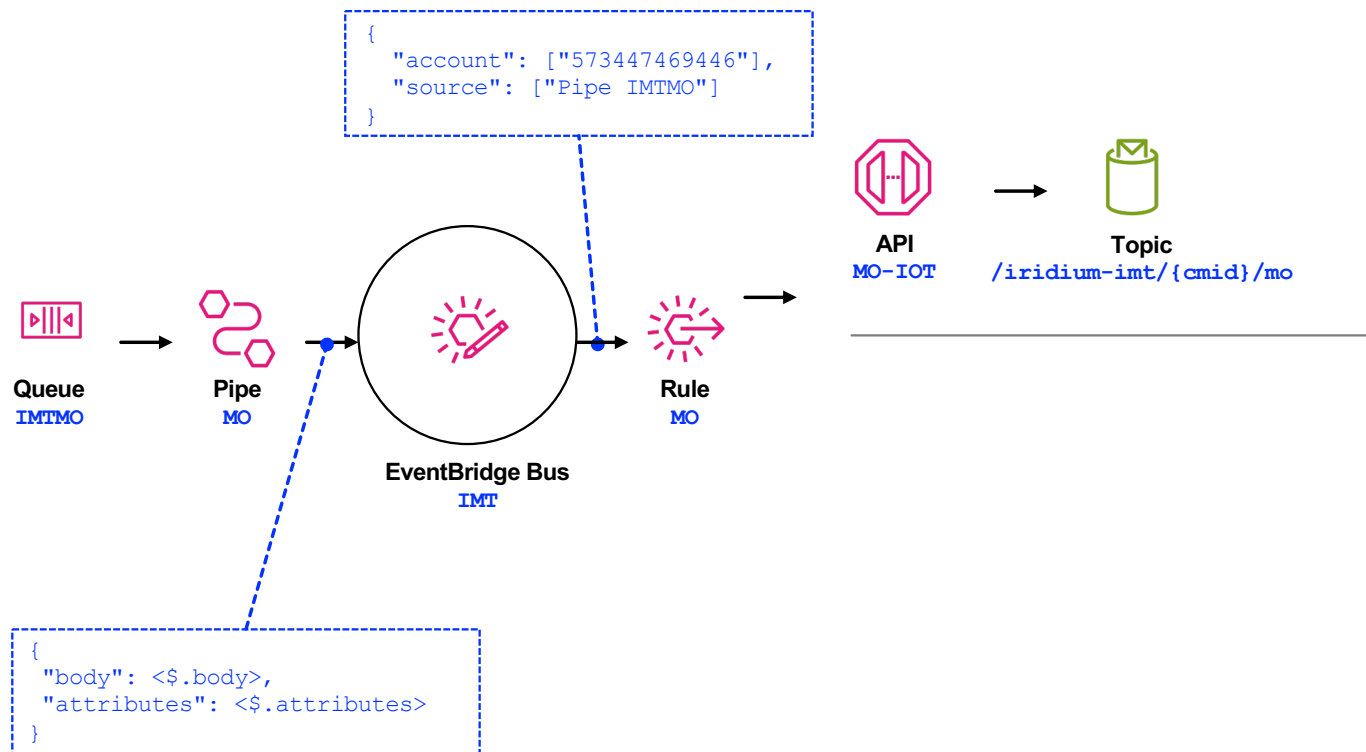 {
"account": ["573447469446"],
"source": ["Pipe IMTMO"]
}
API
MO-IOT
Topic
/iridium-imt/{cmid}/mo
Queue
IMTMO
Pipe
MO
Rule
MO
EventBridge Bus
IMT
{
"body": <$.body>,
"attributes": <$.attributes>
}